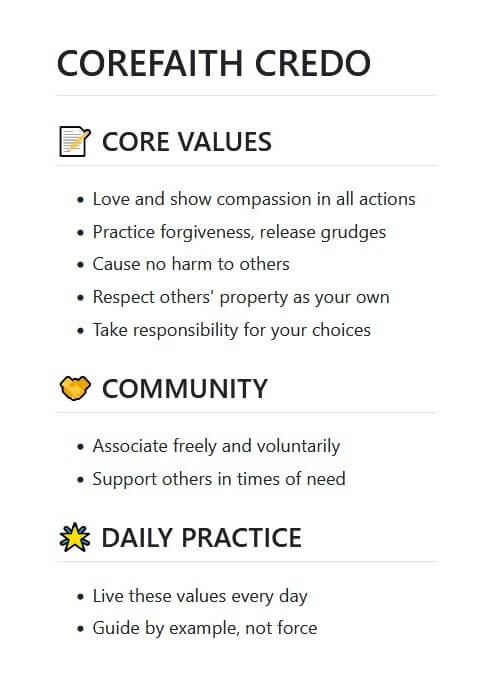 COREFAITH CREDO
CORE VALUES
Love and show compassion in all actions
Practice forgiveness, release grudges
Cause no harm to others
Respect others' property as your own
Take responsibility for your choices
COMMUNITY
Associate freely and voluntarily
Support others in times of need
DAILY PRACTICE
Live these values every day
Guide by example, not force